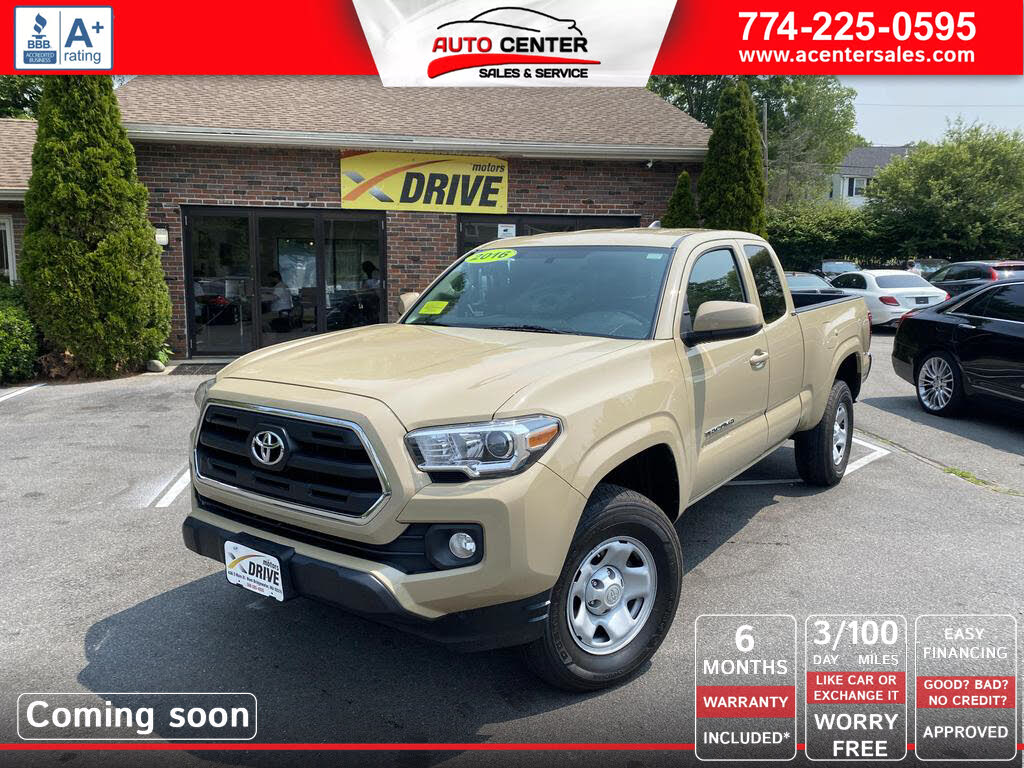 BBB
ACCREDITED
BUSINESS
A+
rating
AUTO CENTER
SALES & SERVICE
774-225-0595
www.acentersales.com
motors
X DRIVE
2016
TACOMA
TOYOTA
motors
X DRIVE
Coming soon
6
MONTHS
WARRANTY
INCLUDED*
3/100
DAY MILES
LIKE CAR OR
EXCHANGE IT
WORRY
FREE
EASY
FINANCING
GOOD? BAD?
NO CREDIT?
APPROVED